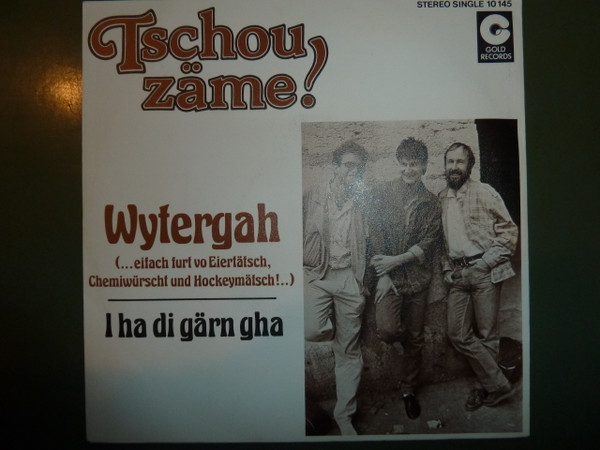 STEREO SINGLE 10 145
G
GOLD
RECORDS
Tschou
zäme!
Wytergah
(...eifach furt vo Eiertätsch,
Chemiwürscht und Hockeymätsch!..)
I ha di gärn gha